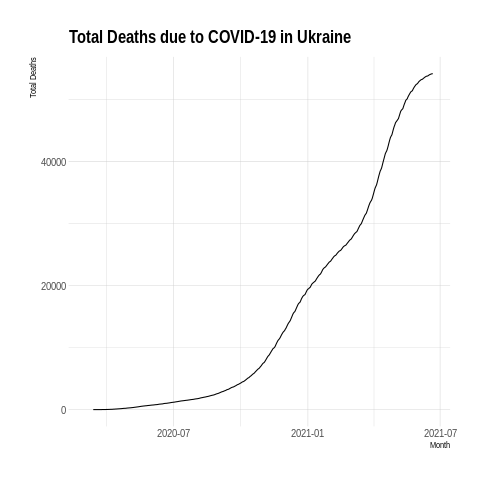 Total Deaths due to COVID-19 in Ukraine
Total Deaths
40000
20000
0
2020-07 2021-01 2021-07
Month